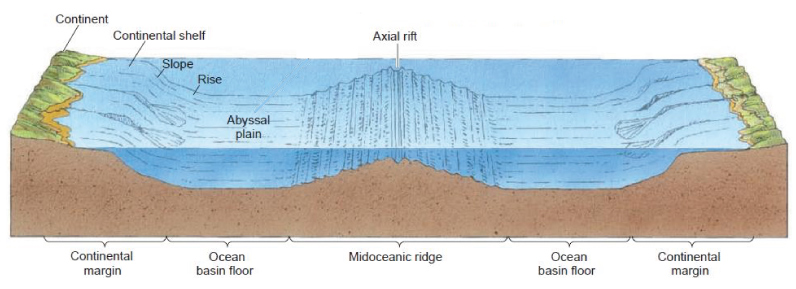 Continent
Continental shelf
Axial rift
Slope
Rise
Abyssal
plain
Continental
margin
Ocean
basin floor
Midoceanic ridge
Ocean
basin floor
Continental
margin